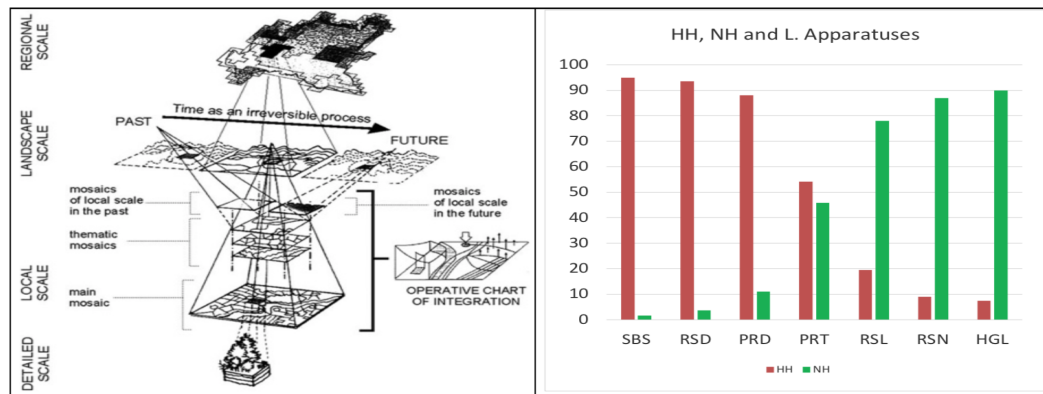 REGIONAL
SCALE
Time as an irreversible process
PAST
FUTURE
LANDSCAPE
SCALE
mosaics
of local scale
in the past
mosaics
of local scale
in the future
thematic
mosaics
LOCAL
SCALE
main
mosaic
OPERATIVE CHART
OF INTEGRATION
DETAILED
SCALE
HH, NH and L. Apparatuses
100
90
80
70
60
50
40
30
20
10
0
SBS RSD PRD PRT RSL RSN HGL
HH NH